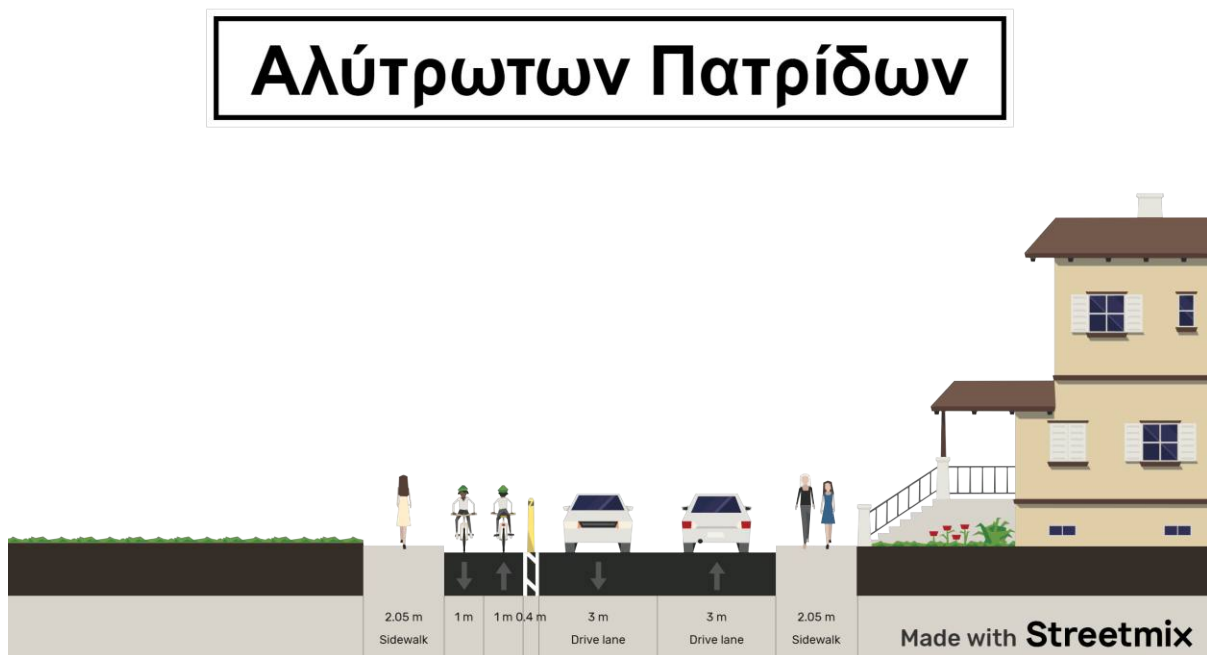 Αλύτρωτων Πατρίδων
2.05 m
Sidewalk
1 m
1 m
0.4 m
3 m
Drive lane
3 m
Drive lane
2.05 m
Sidewalk
Made with Streetmix